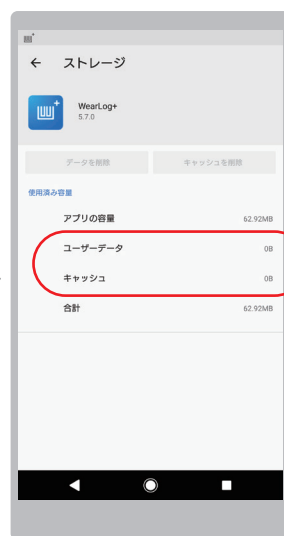 ストレージ
WearLog+
5.7.0
データを削除 キャッシュを削除
使用済み容量
アプリの容量 62.92MB
ユーザーデータ 0B
キャッシュ 0B
合計 62.92MB